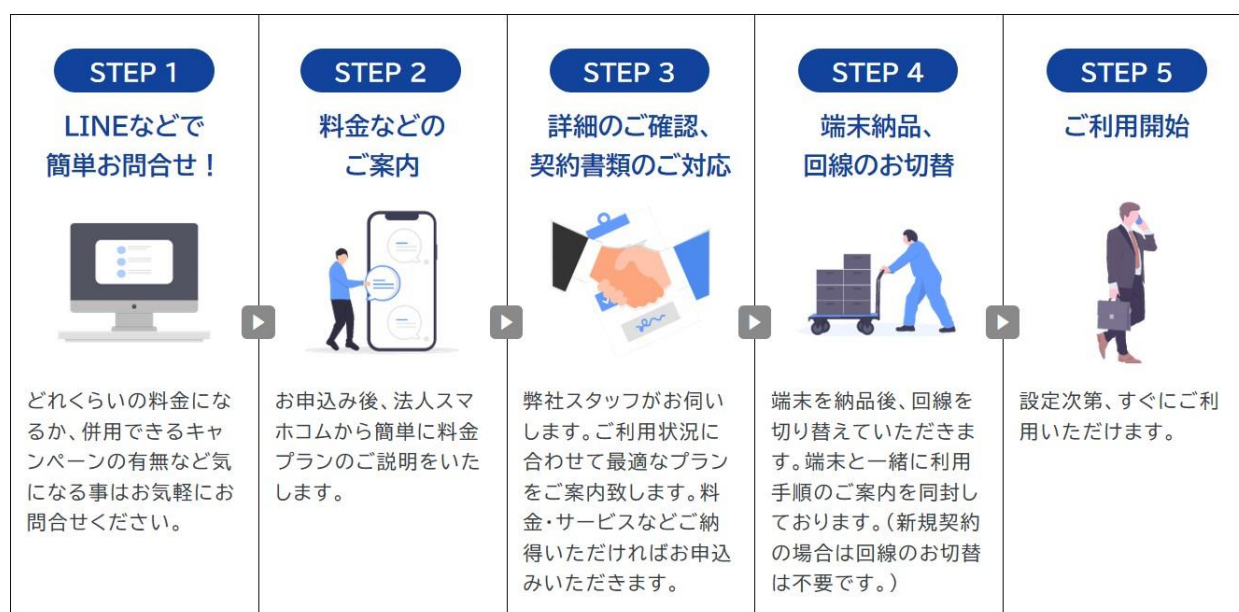 STEP 1
LINEなどで
簡単お問合せ！
どれくらいの料金にな
るか、併用できるキャ
ンペーンの有無など気
になる事はお気軽にお
問合せください。
STEP 2
料金などの
ご案内
お申込み後、法人スマ
ホコムから簡単に料金
プランのご説明をいた
します。
STEP 3
詳細のご確認、
契約書類のご対応
弊社スタッフがお伺い
します。ご利用状況に
合わせて最適なプラン
をご案内致します。料
金・サービスなどご納
得いただければお申込
みいただきます。
STEP 4
端末納品、
回線のお切替
端末を納品後、回線を
切り替えていただきま
す。端末と一緒に利用
手順のご案内を同封し
ております。（新規契約
の場合は回線のお切替
は不要です。）
STEP 5
ご利用開始
設定次第、すぐにご利
用いただけます。